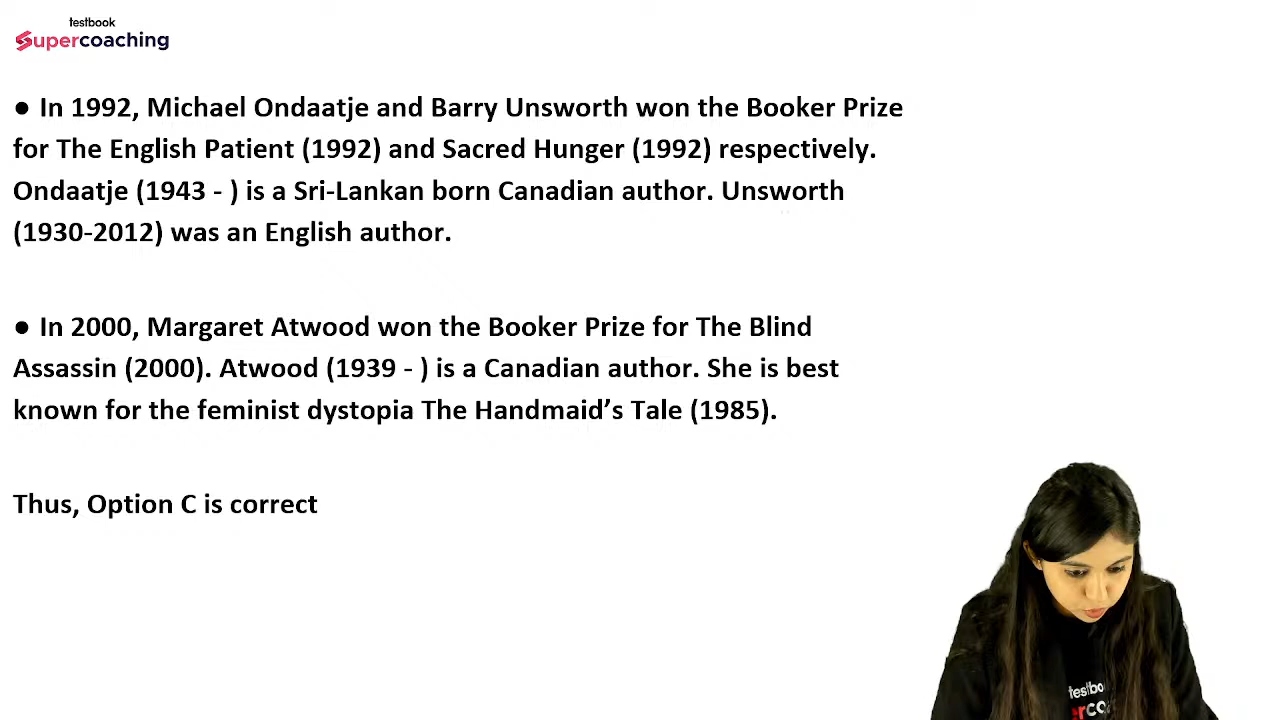 testbook
Supercoaching
● In 1992, Michael Ondaatje and Barry Unsworth won the Booker Prize
for The English Patient (1992) and Sacred Hunger (1992) respectively.
Ondaatje (1943 - ) is a Sri-Lankan born Canadian author. Unsworth
(1930-2012) was an English author.
● In 2000, Margaret Atwood won the Booker Prize for The Blind
Assassin (2000). Atwood (1939 - ) is a Canadian author. She is best
known for the feminist dystopia The Handmaid’s Tale (1985).
Thus, Option C is correct
testbo